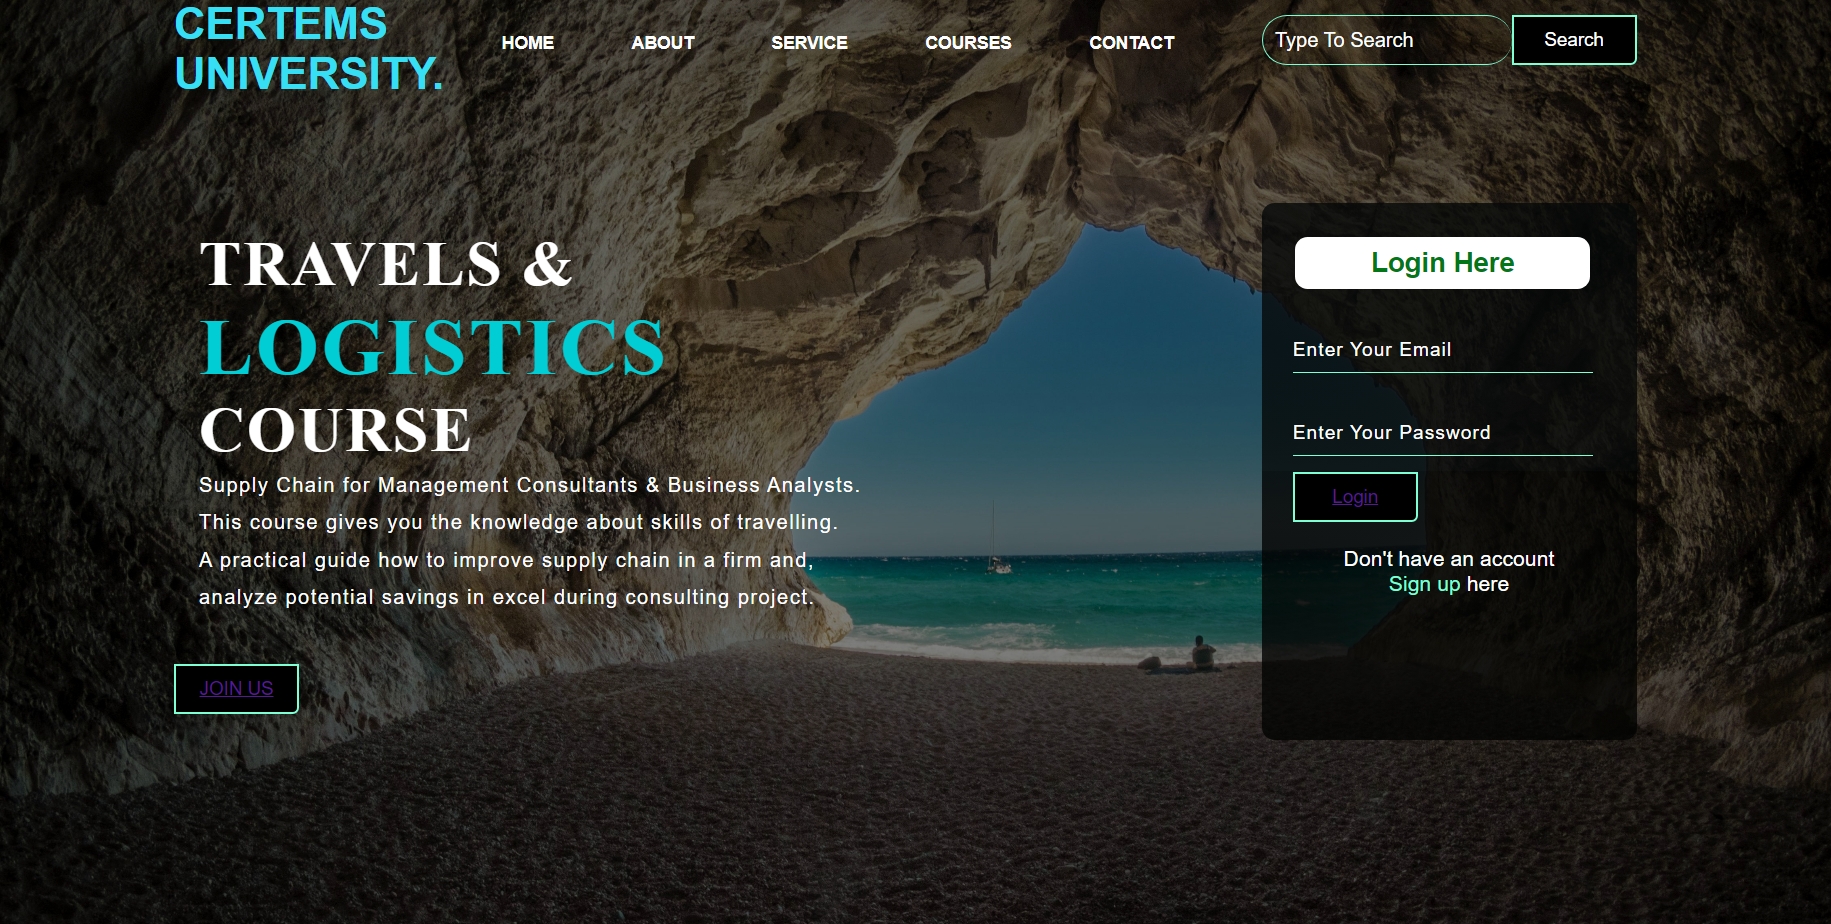 CERTEMS
UNIVERSITY.
HOME
ABOUT
SERVICE
COURSES
CONTACT
Type To Search
Search
TRAVELS &
LOGISTICS
COURSE
Supply Chain for Management Consultants & Business Analysts.
This course gives you the knowledge about skills of travelling.
A practical guide how to improve supply chain in a firm and,
analyze potential savings in excel during consulting project.
JOIN US
Login Here
Enter Your Email
Enter Your Password
Login
Don't have an account
Sign up here